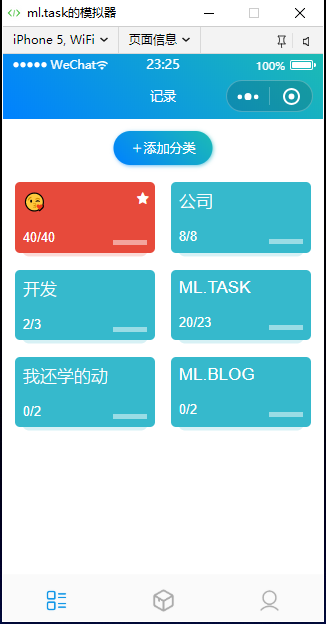 ml.task的模拟器
iPhone 5, WiFi 页面信息
WeChat 23:25 100%
记录
+添加分类
😘
40/40
公司
8/8
开发
2/3
ML.TASK
20/23
我还学的动
0/2
ML.BLOG
0/2